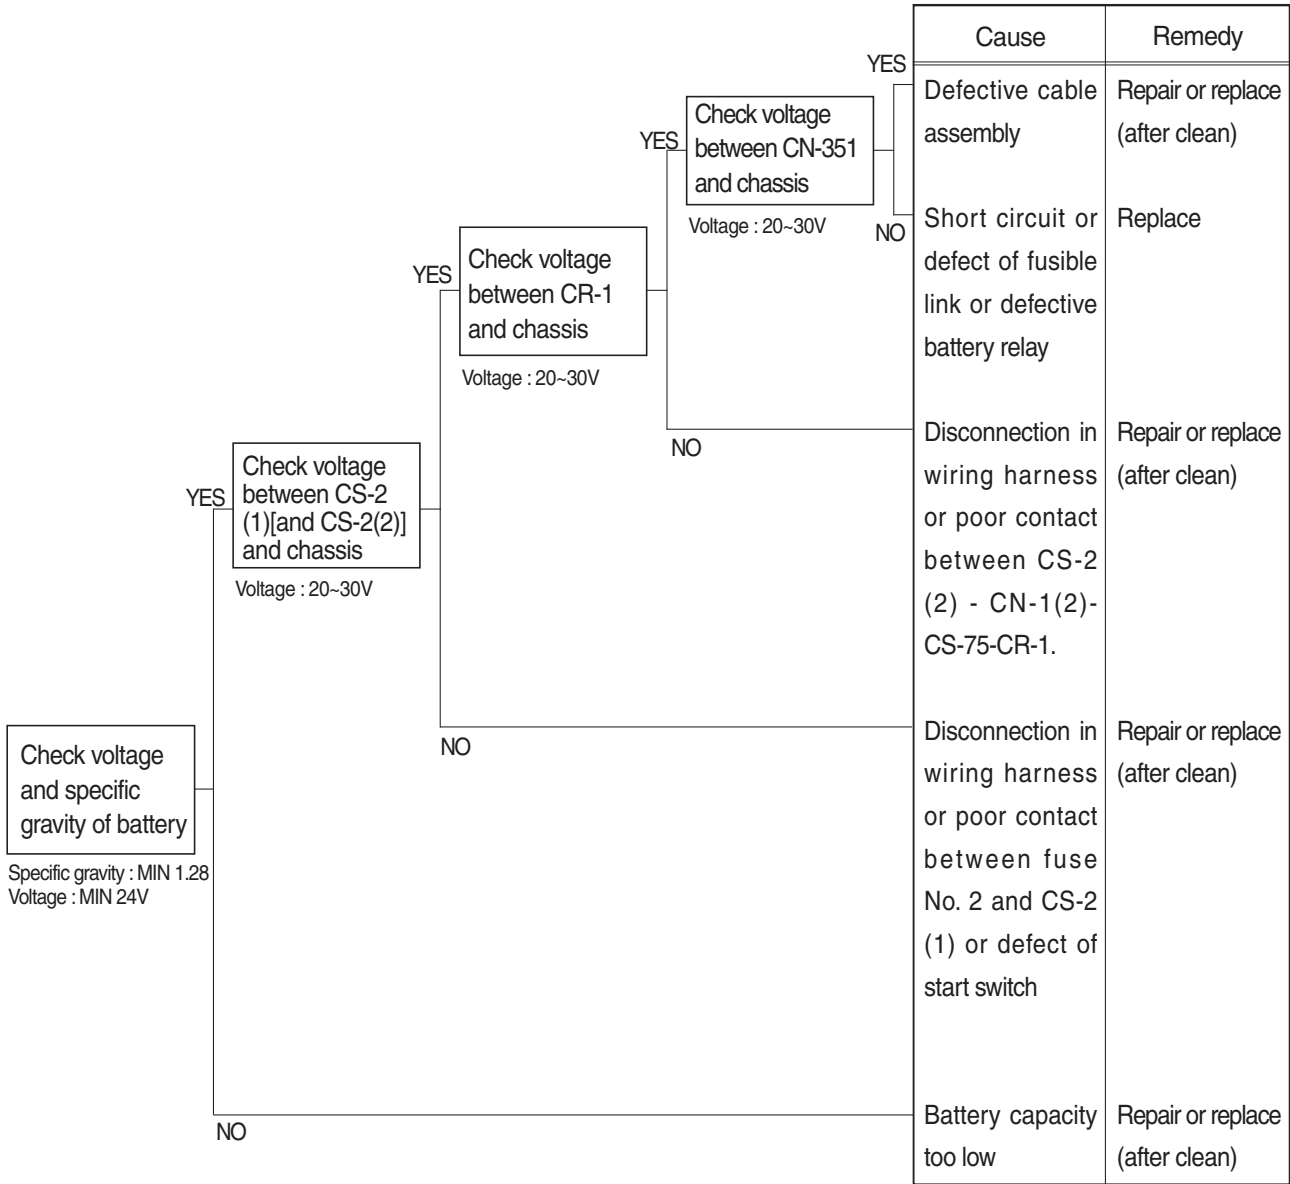 Cause
Remedy
YES
Defective cable
assembly
Repair or replace
(after clean)
Check voltage
between CN-351
and chassis
YES
Voltage : 20~30V
NO
Short circuit or
defect of fusible
link or defective
battery relay
Replace
Check voltage
between CR-1
and chassis
YES
Voltage : 20~30V
NO
Disconnection in
wiring harness
or poor contact
between CS-2
(2) - CN-1(2)-
CS-75-CR-1.
Repair or replace
(after clean)
Check voltage
between CS-2
(1)[and CS-2(2)]
and chassis
YES
Voltage : 20~30V
NO
Disconnection in
wiring harness
or poor contact
between fuse
No. 2 and CS-2
(1) or defect of
start switch
Repair or replace
(after clean)
Check voltage
and specific
gravity of battery
Specific gravity : MIN 1.28
Voltage : MIN 24V
NO
Battery capacity
too low
Repair or replace
(after clean)